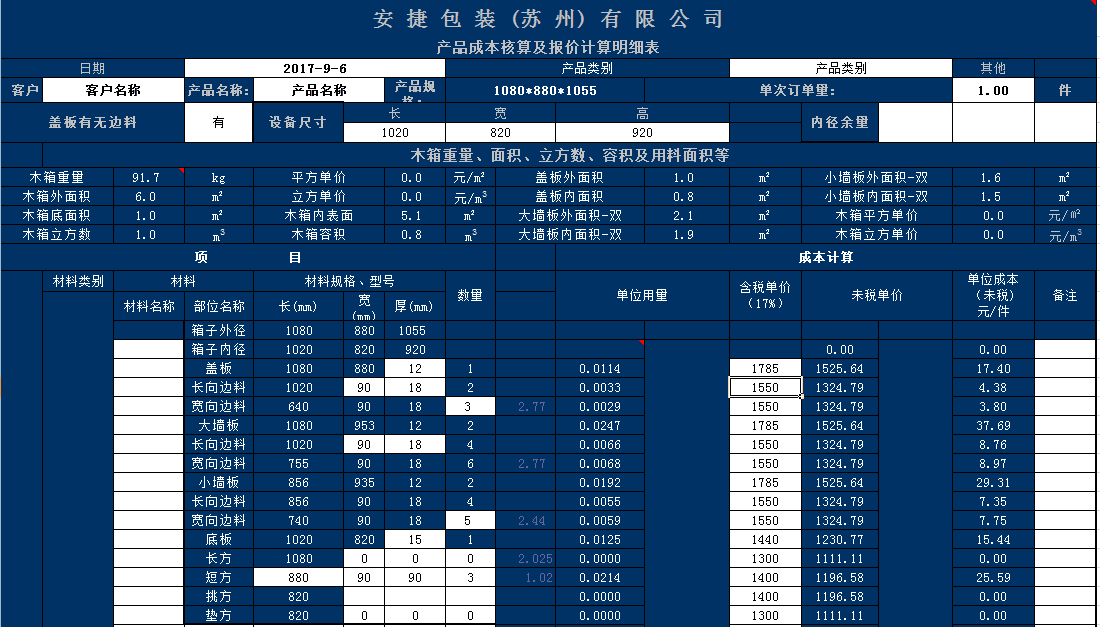 安捷包装(苏州)有限公司
产品成本核算及报价计算明细表
日期 2017-9-6 产品类别 产品类别 其他
客户 客户名称 产品名称: 产品名称 产品规格: 1080*880*1055 单次订单量: 1.00 件
盖板有无边料 有 设备尺寸 长 宽 高 内径余量
1020 820 920
木箱重量、面积、立方数、容积及用料面积等
木箱重量 91.7 kg 平方单价 0.0 元/m² 盖板外面积 1.0 m² 小墙板外面积-双 1.6 m²
木箱外面积 6.0 m² 立方单价 0.0 元/m³ 盖板内面积 0.8 m² 小墙板内面积-双 1.5 m²
木箱底面积 1.0 m² 木箱内表面 5.1 m² 大墙板外面积-双 2.1 m² 木箱平方单价 0.0 元/㎡
木箱立方数 1.0 m³ 木箱容积 0.8 m³ 大墙板内面积-双 1.9 m² 木箱立方单价 0.0 元/m³
项 目 成本计算
材料类别 材料 材料规格、型号 数量 单位用量 含税单价(17%) 未税单价 单位成本(未税)元/件 备注
材料名称 部位名称 长(mm) 宽(mm) 厚(mm)
箱子外径 1080 880 1055
箱子内径 1020 820 920 0.00 0.00
盖板 1080 880 12 1 0.0114 1785 1525.64 17.40
长向边料 1020 90 18 2 0.0033 1550 1324.79 4.38
宽向边料 640 90 18 3 2.77 0.0029 1550 1324.79 3.80
大墙板 1080 953 12 2 0.0247 1785 1525.64 37.69
长向边料 1020 90 18 4 0.0066 1550 1324.79 8.76
宽向边料 755 90 18 6 2.77 0.0068 1550 1324.79 8.97
小墙板 856 935 12 2 0.0192 1785 1525.64 29.31
长向边料 856 90 18 4 0.0055 1550 1324.79 7.35
宽向边料 740 90 18 5 2.44 0.0059 1550 1324.79 7.75
底板 1020 820 15 1 0.0125 1440 1230.77 15.44
长方 1080 0 0 0 2.025 0.0000 1300 1111.11 0.00
短方 880 90 90 3 1.02 0.0214 1400 1196.58 25.59
挑方 820 0.0000 1400 1196.58 0.00
垫方 820 0 0 0 0.0000 1300 1111.11 0.00